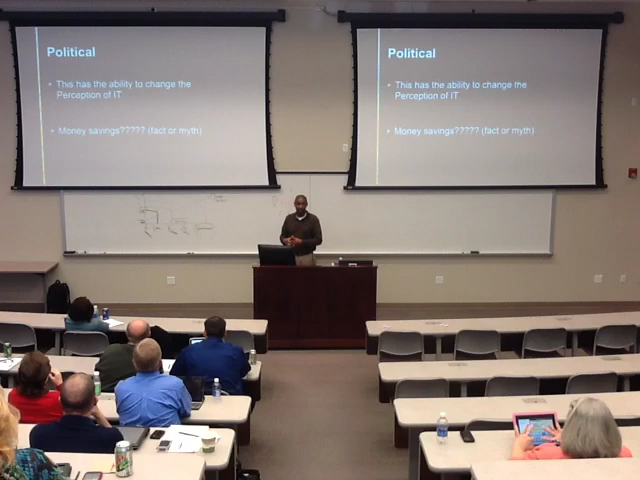 Political
• This has the ability to change the
Perception of IT
• Money savings????? (fact or myth)
Political
• This has the ability to change the
Perception of IT
• Money savings????? (fact or myth)